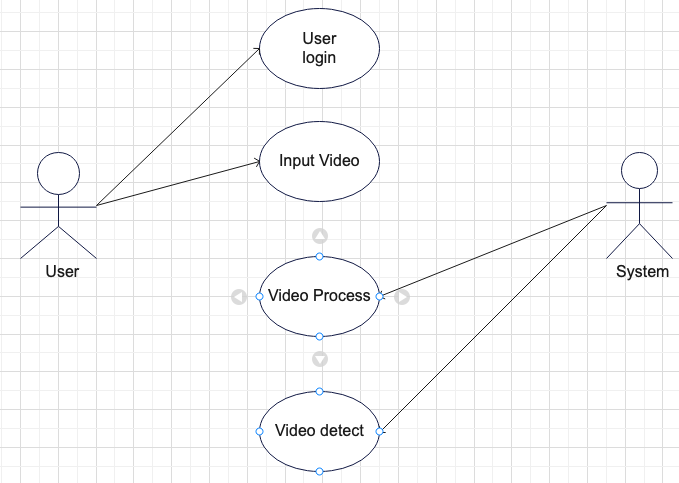 User
login
Input Video
User
System
Video Process
Video detect